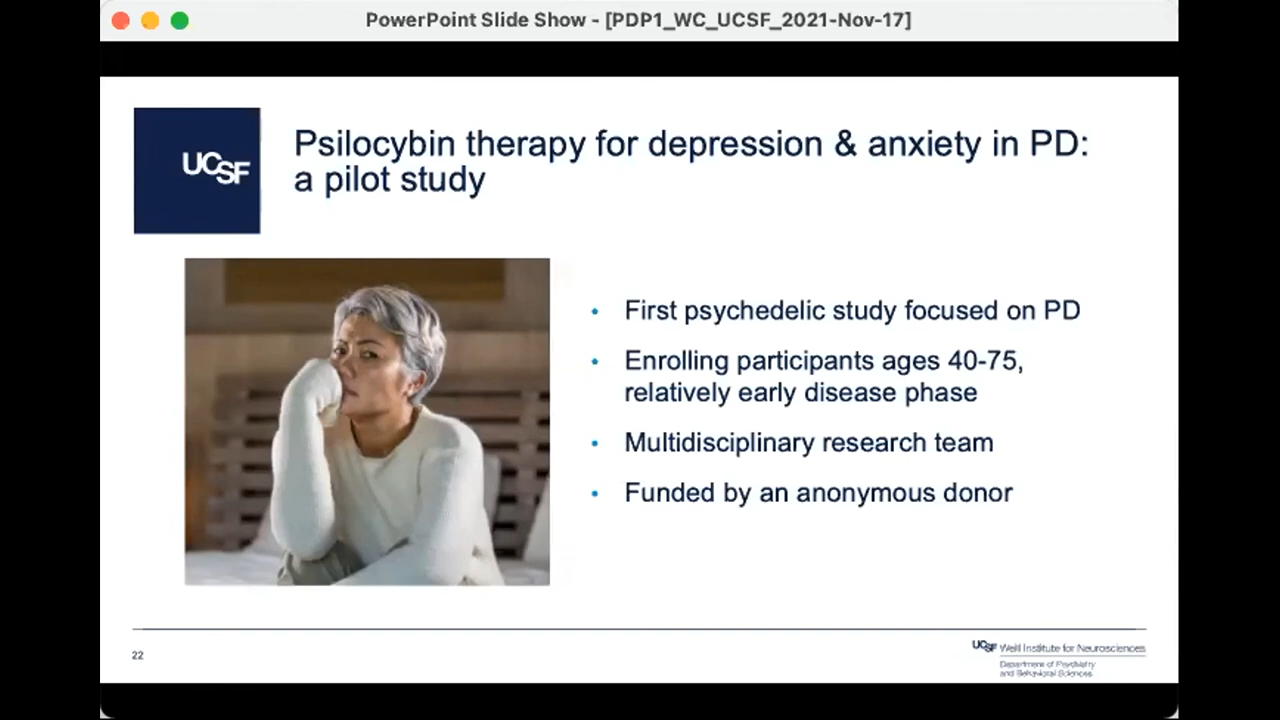 PowerPoint Slide Show - [PDP1_WC_UCSF_2021-Nov-17]
UCSF
Psilocybin therapy for depression & anxiety in PD:
a pilot study
• First psychedelic study focused on PD
• Enrolling participants ages 40-75,
relatively early disease phase
• Multidisciplinary research team
• Funded by an anonymous donor
22
UCSF Weill Institute for Neurosciences
Department of Psychiatry
and Behavioral Sciences